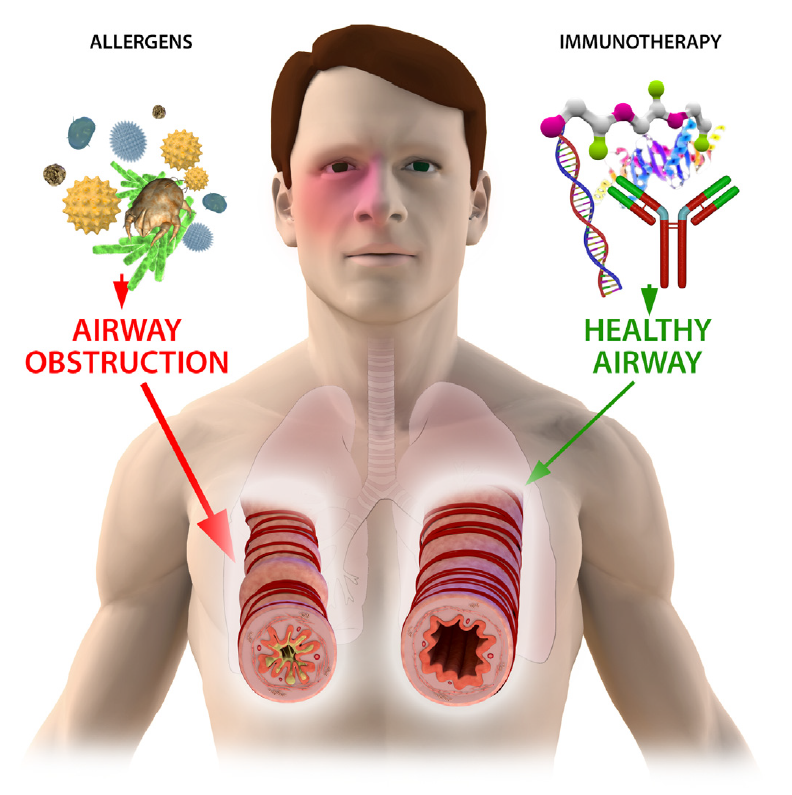 ALLERGENS
IMMUNOTHERAPY
AIRWAY
OBSTRUCTION
HEALTHY
AIRWAY